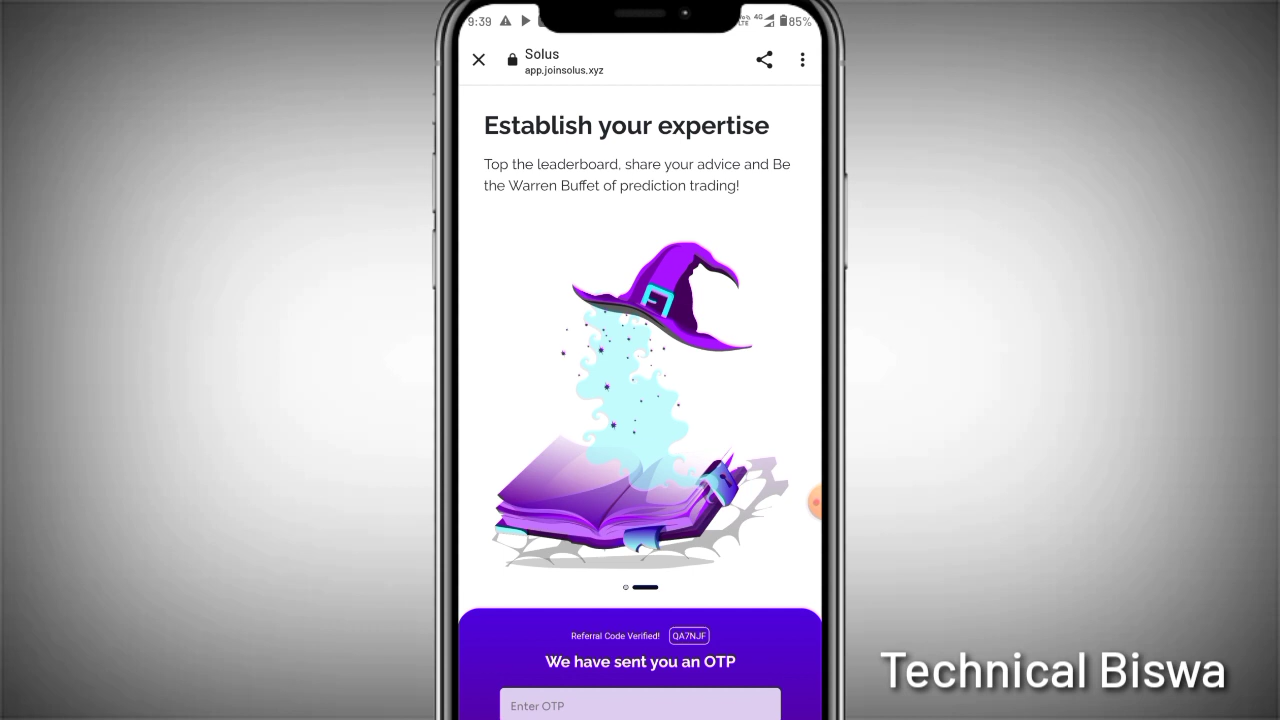 9:39
4G
85%
Solus
app.joinsolus.xyz
Establish your expertise
Top the leaderboard, share your advice and Be
the Warren Buffet of prediction trading!
Referral Code Verified! QA7NJF
We have sent you an OTP
Enter OTP
Technical Biswa